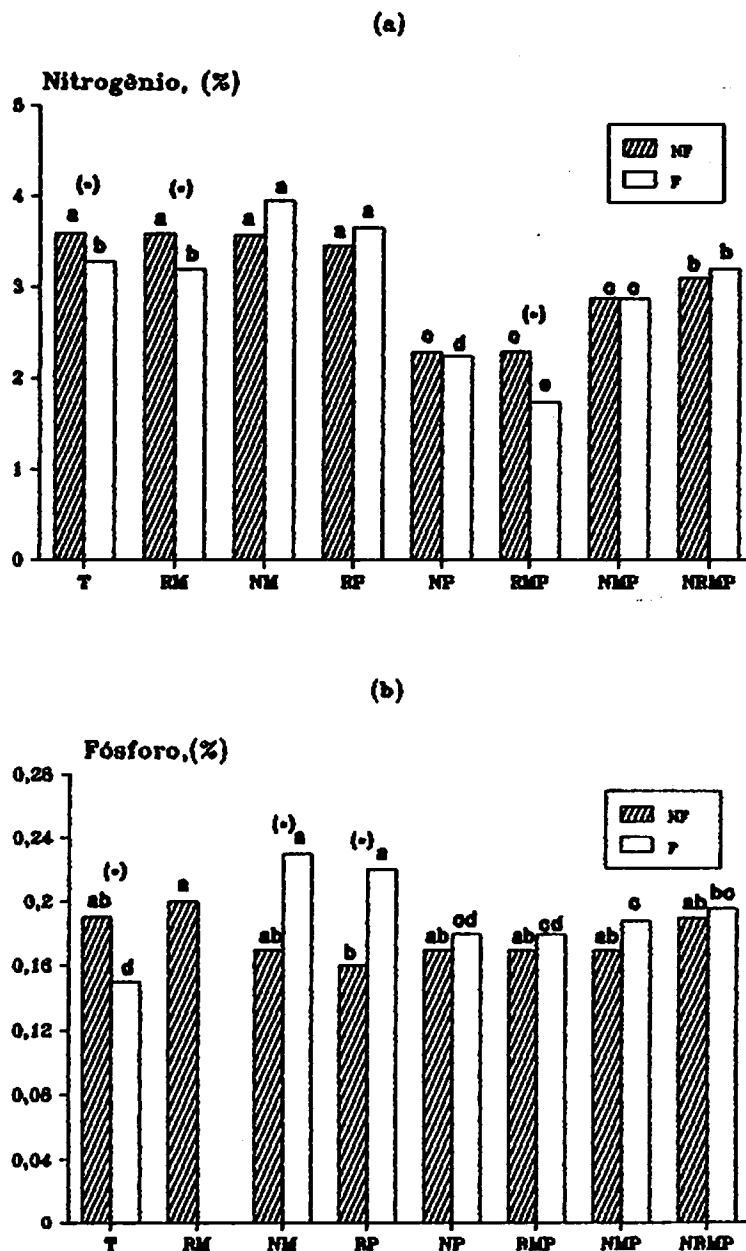 (a)
Nitrogênio, (%)
5
4
3
2
1
0
NF
F
(*) (*)
a b a b a a a a c d c (*) e c c b b
T RM NM RP NP RMP NMP NRMP
(b)
Fósforo,(%)
0,28
0,24
0,2
0,16
0,12
0,08
0,04
0
NF
F
(*) (*) (*)
ab d a ab a b a ab cd ab cd ab c ab bc
T RM NM RP NP RMP NMP NRMP